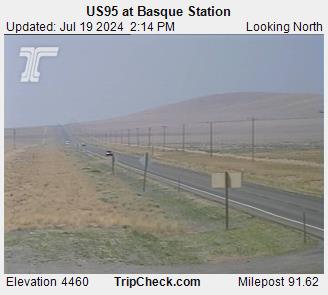 US95 at Basque Station
Updated: Jul 19 2024 2:14 PM Looking North
Elevation 4460 TripCheck.com Milepost 91.62